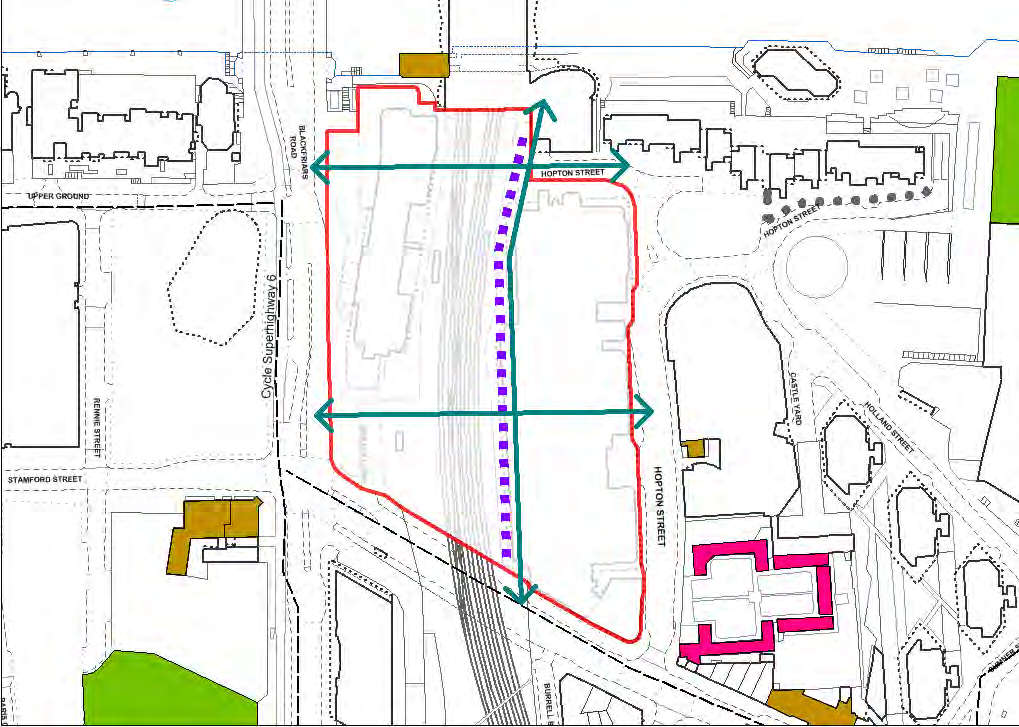 BLACKFRIARS
ROAD
HOPTON STREET
UPPER GROUND
HOPTON STREET
Cycle Superhighway 6
CASTLE YARD
HOLLAND STREET
RENNIE STREET
STAMFORD STREET
HOPTON STREET
BURRELL